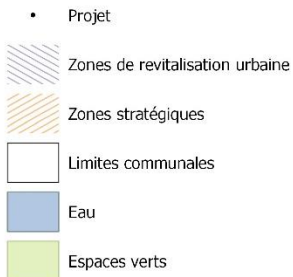 Projet
Zones de revitalisation urbaine
Zones stratégiques
Limites communales
Eau
Espaces verts